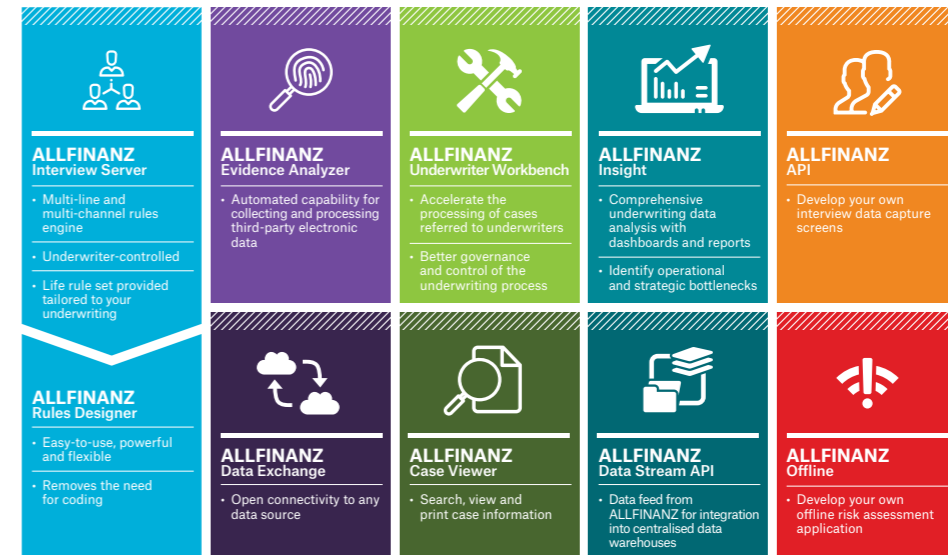 ALLFINANZ
Interview Server
• Multi-line and
multi-channel rules
engine
• Underwriter-controlled
• Life rule set provided
tailored to your
underwriting
ALLFINANZ
Rules Designer
• Easy-to-use, powerful
and flexible
• Removes the need
for coding
ALLFINANZ
Evidence Analyzer
• Automated capability for
collecting and processing
third-party electronic
data
ALLFINANZ
Underwriter Workbench
• Accelerate the
processing of cases
referred to underwriters
• Better governance
and control of the
underwriting process
ALLFINANZ
Insight
• Comprehensive
underwriting data
analysis with
dashboards and reports
• Identify operational
and strategic bottlenecks
ALLFINANZ
API
• Develop your own
interview data capture
screens
ALLFINANZ
Data Exchange
• Open connectivity to any
data source
ALLFINANZ
Case Viewer
• Search, view and
print case information
ALLFINANZ
Data Stream API
• Data feed from
ALLFINANZ for integration
into centralised data
warehouses
ALLFINANZ
Offline
• Develop your own
offline risk assessment
application